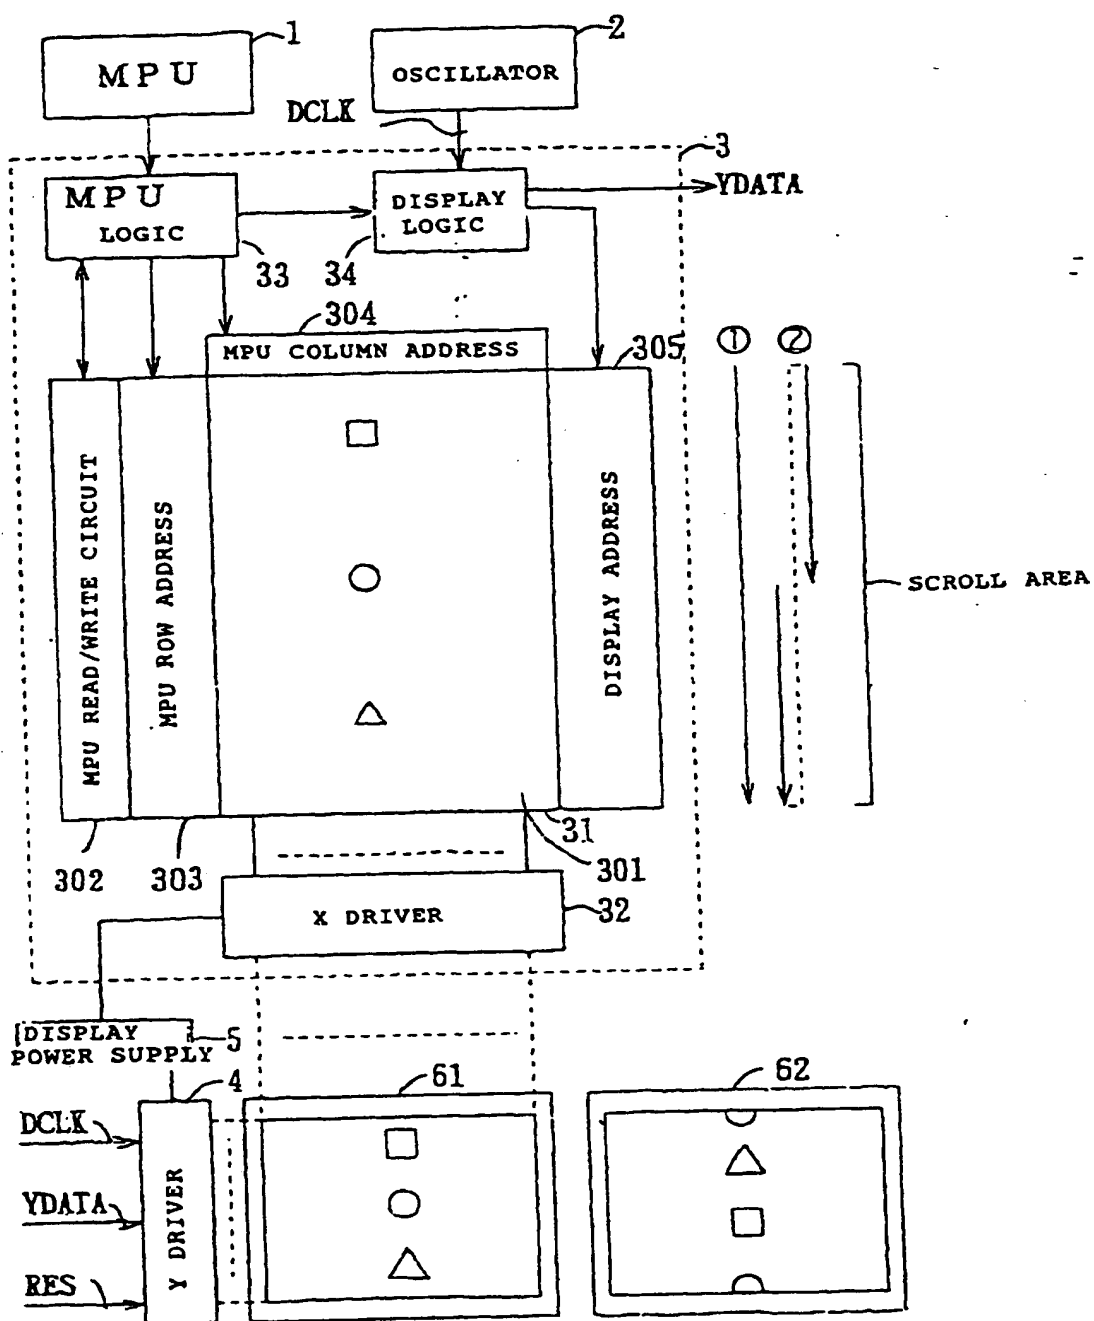 1
2
MPU
OSCILLATOR
DCLK
3
MPU
LOGIC
DISPLAY
LOGIC
YDATA
33
34
304
MPU COLUMN ADDRESS
305
① ②
MPU READ/WRITE CIRCUIT
MPU ROW ADDRESS
DISPLAY ADDRESS
SCROLL AREA
31
301
302
303
X DRIVER
32
DISPLAY
POWER SUPPLY
5
4
61
62
DCLK
YDATA
RES
Y DRIVER